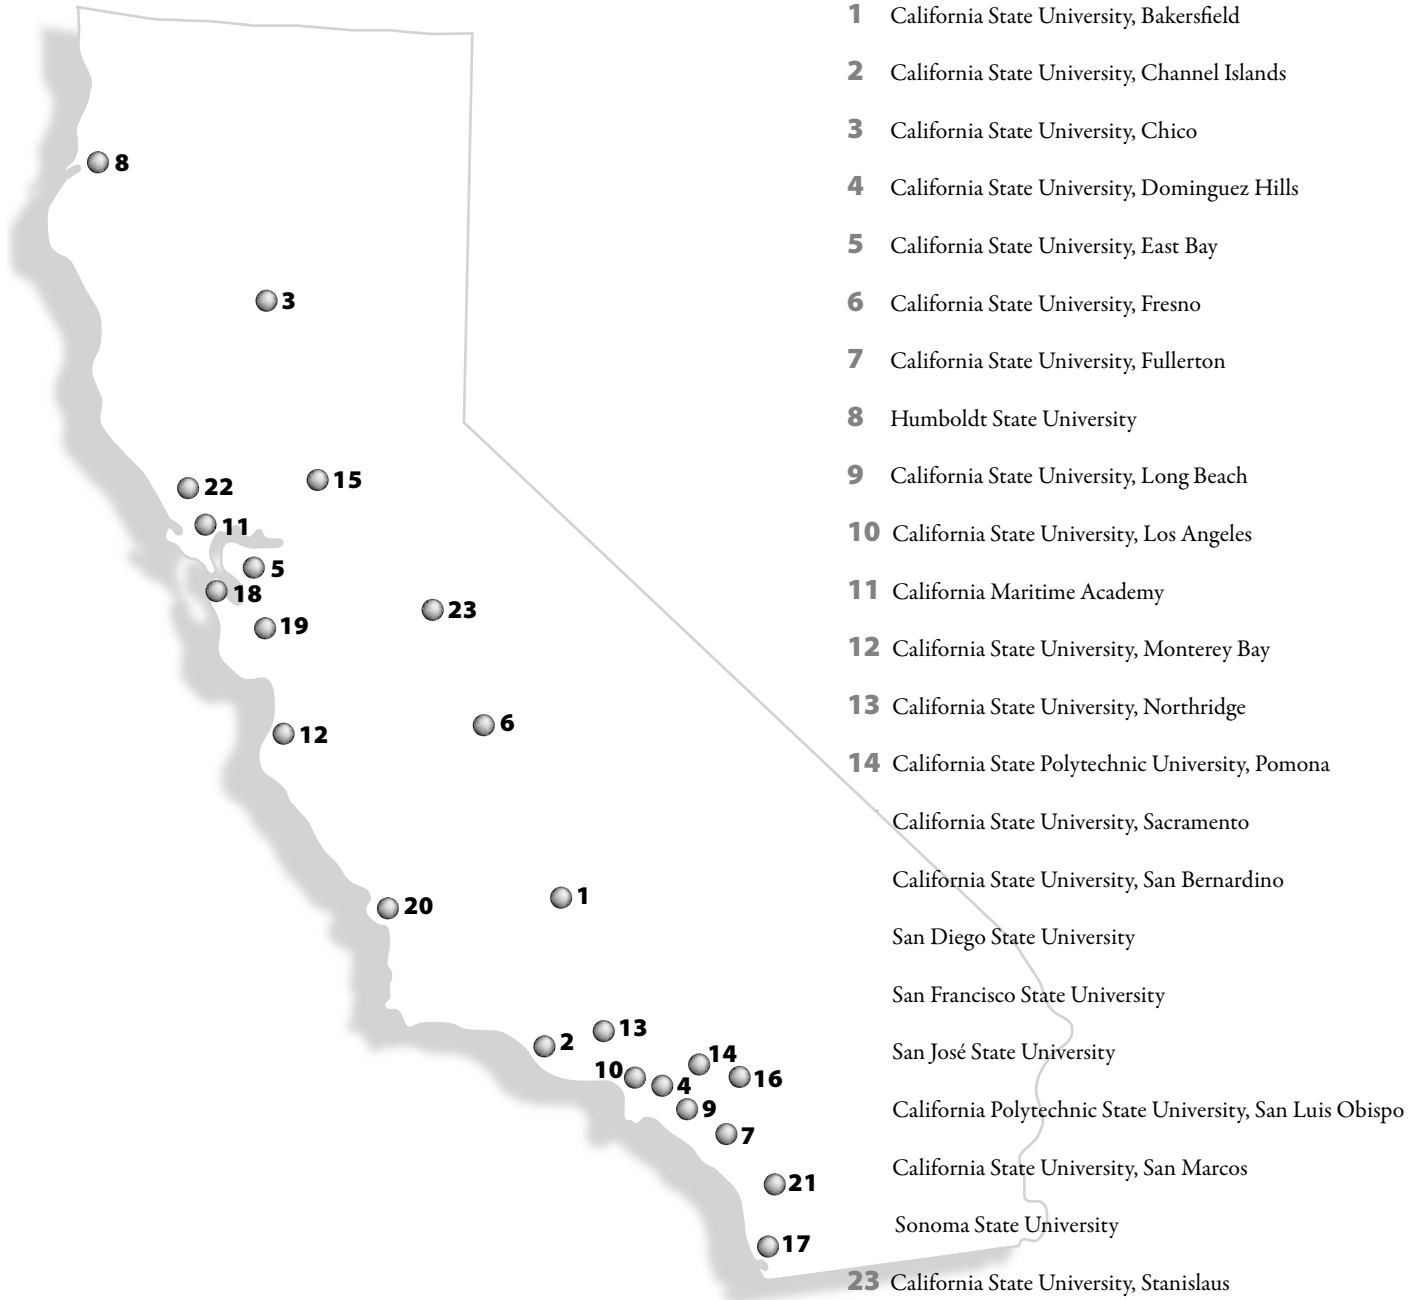 1 California State University, Bakersfield
2 California State University, Channel Islands
3 California State University, Chico
4 California State University, Dominguez Hills
5 California State University, East Bay
6 California State University, Fresno
7 California State University, Fullerton
8 Humboldt State University
9 California State University, Long Beach
10 California State University, Los Angeles
11 California Maritime Academy
12 California State University, Monterey Bay
13 California State University, Northridge
14 California State Polytechnic University, Pomona
California State University, Sacramento
California State University, San Bernardino
San Diego State University
San Francisco State University
San José State University
California Polytechnic State University, San Luis Obispo
California State University, San Marcos
Sonoma State University
23 California State University, Stanislaus
8
3
15
22
11
5
18
19
23
12
6
20
1
2
13
10
4
14
16
9
7
21
17